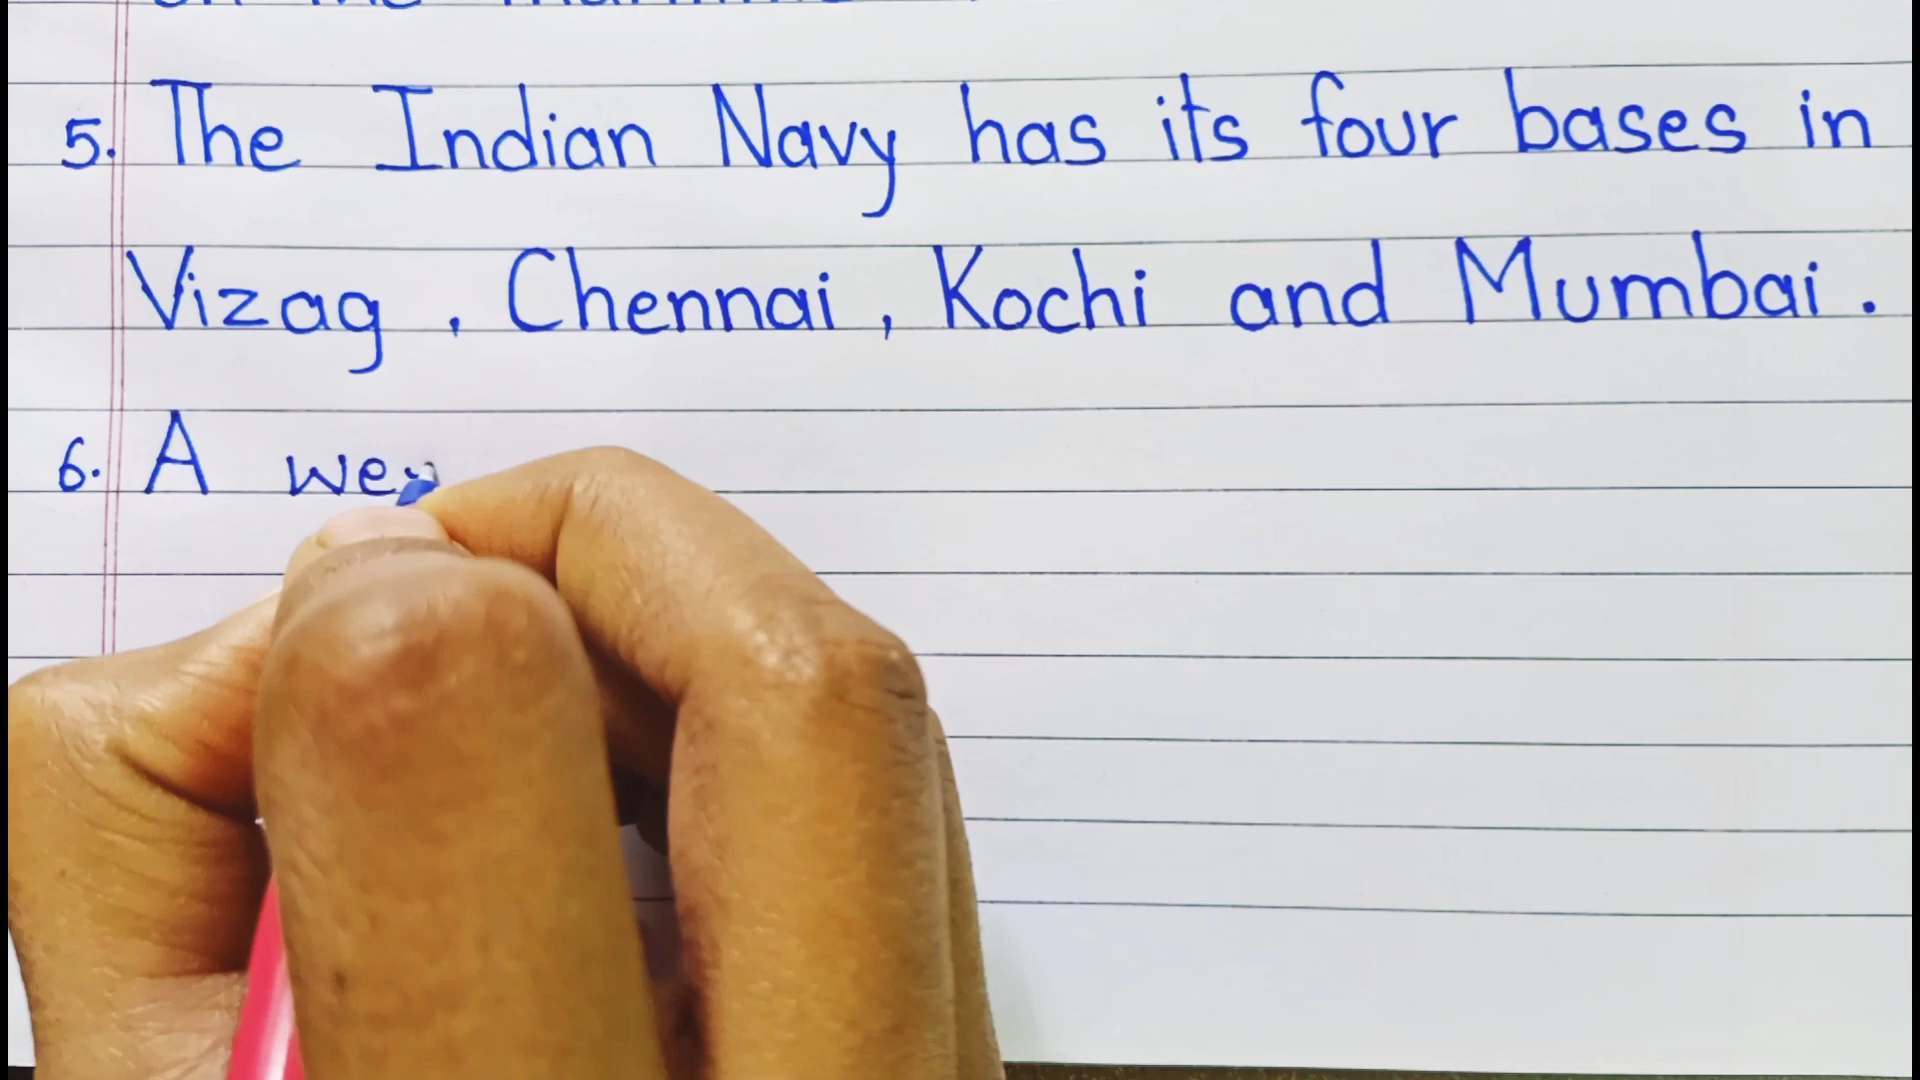 5. The Indian Navy has its four bases in
Vizag, Chennai, Kochi and Mumbai.
6. A